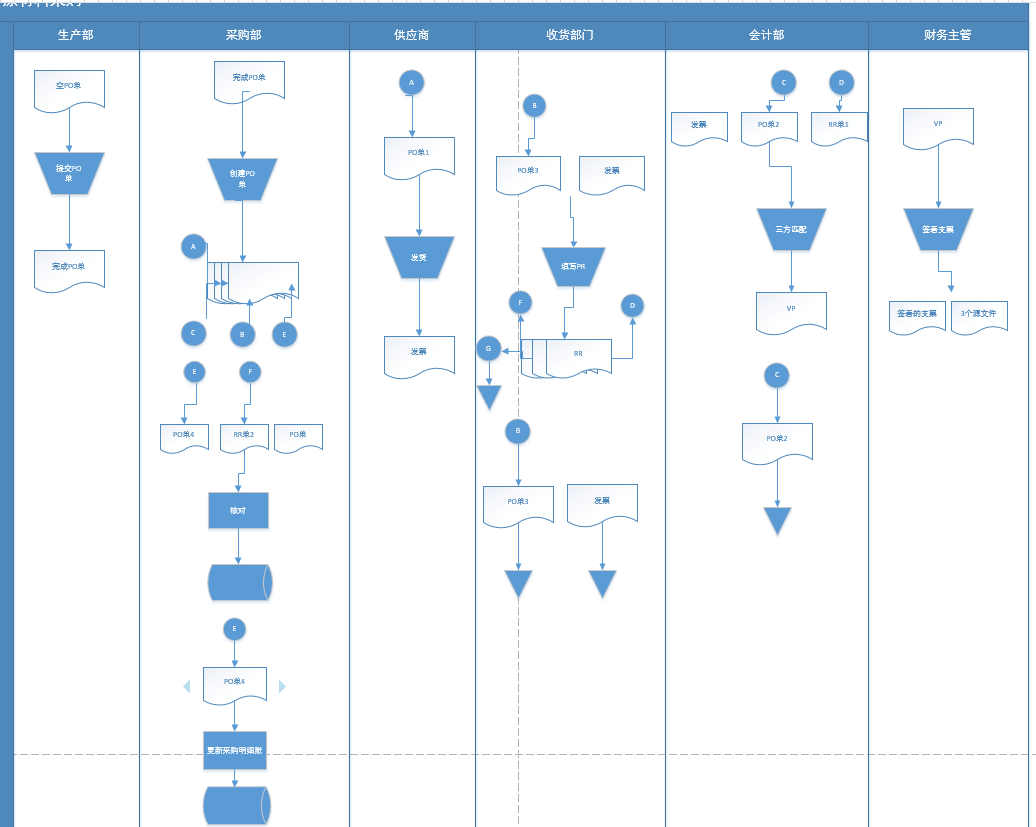 生产部
采购部
供应商
收货部门
会计部
财务主管
空PO单
提交PO
单
完成PO单
完成PO单
创建PO
单
A
C
B
E
E
F
PO单4
RR单2
PO单
核对
E
PO单4
更新采购明细账
A
PO单1
发货
发票
B
PO单3
发票
填写PR
F
D
G
RR
B
PO单3
发票
C
D
发票
PO单2
RR单1
三方匹配
VP
C
PO单2
VP
签署支票
签署的支票
3个源文件